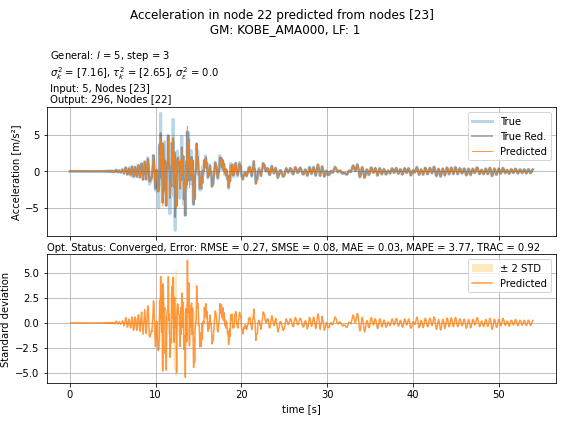 Acceleration in node 22 predicted from nodes [23]
GM: KOBE_AMA000, LF: 1
General: l = 5, step = 3
σ²ₖ = [7.16], τ²ₖ = [2.65], σ²ε = 0.0
Input: 5, Nodes [23]
Output: 296, Nodes [22]
Acceleration [m/s²]
5
0
−5
True
True Red.
Predicted
Opt. Status: Converged, Error: RMSE = 0.27, SMSE = 0.08, MAE = 0.03, MAPE = 3.77, TRAC = 0.92
Standard deviation
5.0
2.5
0.0
−2.5
−5.0
± 2 STD
Predicted
0 10 20 30 40 50
time [s]